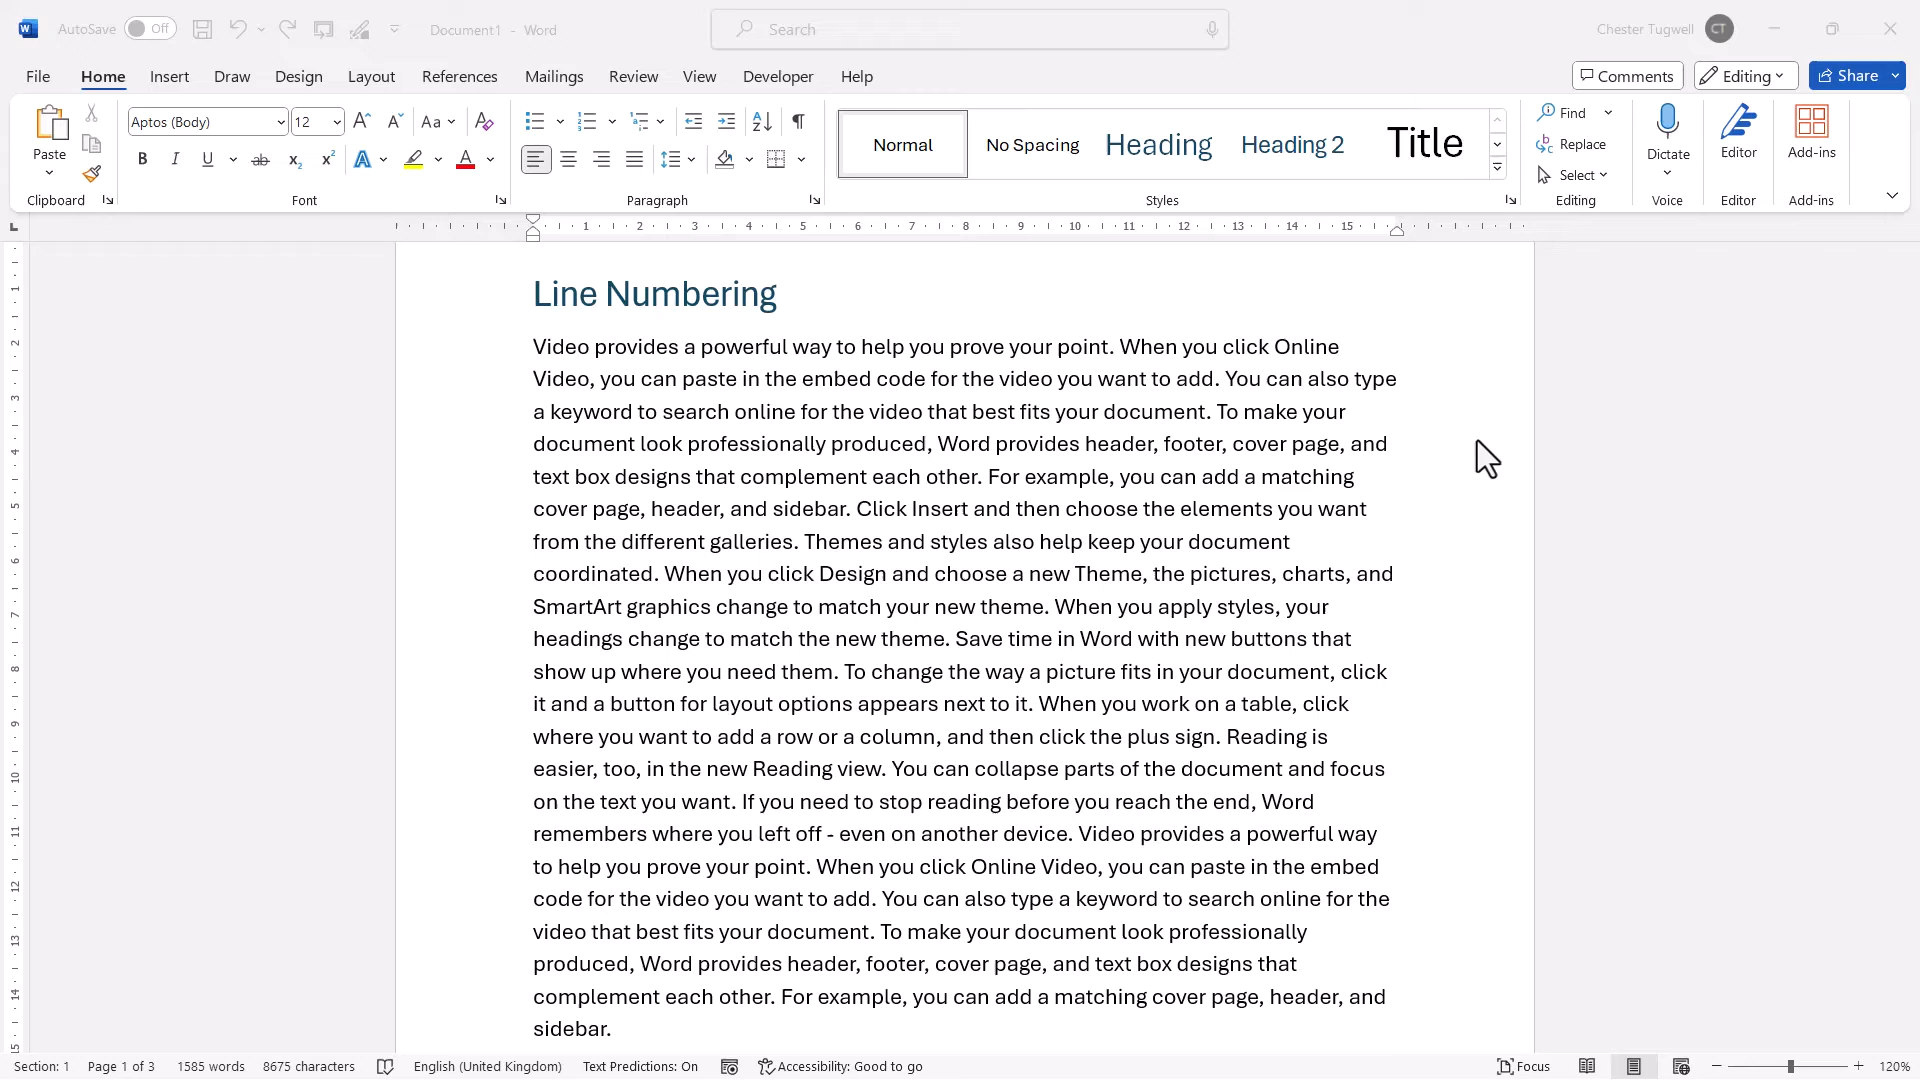 AutoSave Off Document1 - Word Search Chester Tugwell CT
File Home Insert Draw Design Layout References Mailings Review View Developer Help Comments Editing Share
Paste Aptos (Body) 12 Normal No Spacing Heading Heading 2 Title Find Replace Select Dictate Editor Add-ins
Clipboard Font Paragraph Styles Editing Voice Editor Add-ins
1 2 3 4 5 6 7 8 9 10 11 12 13 14 15
Line Numbering
Video provides a powerful way to help you prove your point. When you click Online
Video, you can paste in the embed code for the video you want to add. You can also type
a keyword to search online for the video that best fits your document. To make your
document look professionally produced, Word provides header, footer, cover page, and
text box designs that complement each other. For example, you can add a matching
cover page, header, and sidebar. Click Insert and then choose the elements you want
from the different galleries. Themes and styles also help keep your document
coordinated. When you click Design and choose a new Theme, the pictures, charts, and
SmartArt graphics change to match your new theme. When you apply styles, your
headings change to match the new theme. Save time in Word with new buttons that
show up where you need them. To change the way a picture fits in your document, click
it and a button for layout options appears next to it. When you work on a table, click
where you want to add a row or a column, and then click the plus sign. Reading is
easier, too, in the new Reading view. You can collapse parts of the document and focus
on the text you want. If you need to stop reading before you reach the end, Word
remembers where you left off - even on another device. Video provides a powerful way
to help you prove your point. When you click Online Video, you can paste in the embed
code for the video you want to add. You can also type a keyword to search online for the
video that best fits your document. To make your document look professionally
produced, Word provides header, footer, cover page, and text box designs that
complement each other. For example, you can add a matching cover page, header, and
sidebar.
Section: 1 Page 1 of 3 1585 words 8675 characters English (United Kingdom) Text Predictions: On Accessibility: Good to go Focus 120%